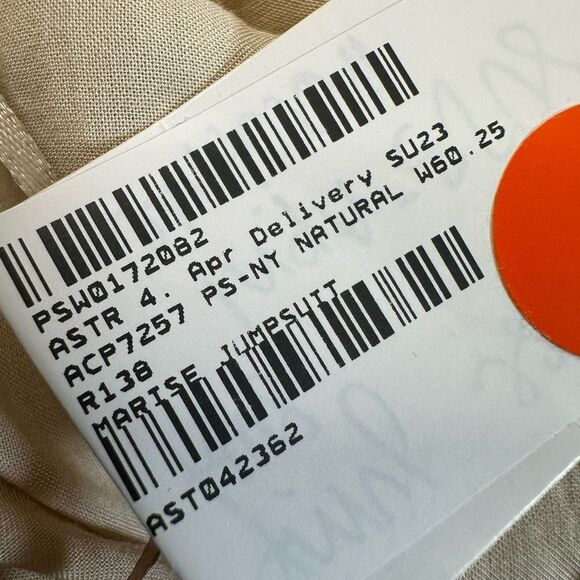 PSW0172082
ASTR 4. Apr Delivery SU23
ACP7257 PS-NY NATURAL W60.25
R138
MARISE JUMPSUIT
AST042362